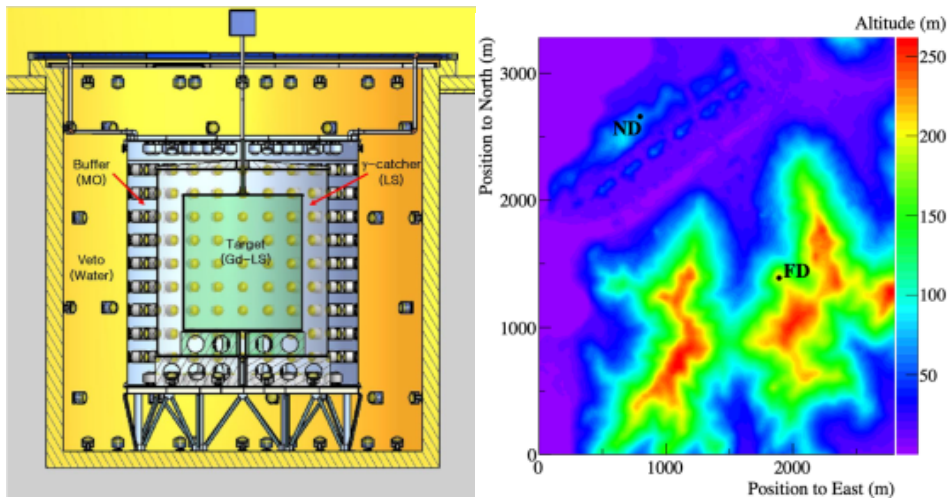 Buffer
(MO)
γ-catcher
(LS)
Target
(Gd-LS)
Veto
(Water)
Altitude (m)
Position to North (m)
3000
2000
1000
0
ND
FD
250
200
150
100
50
0
1000
2000
Position to East (m)